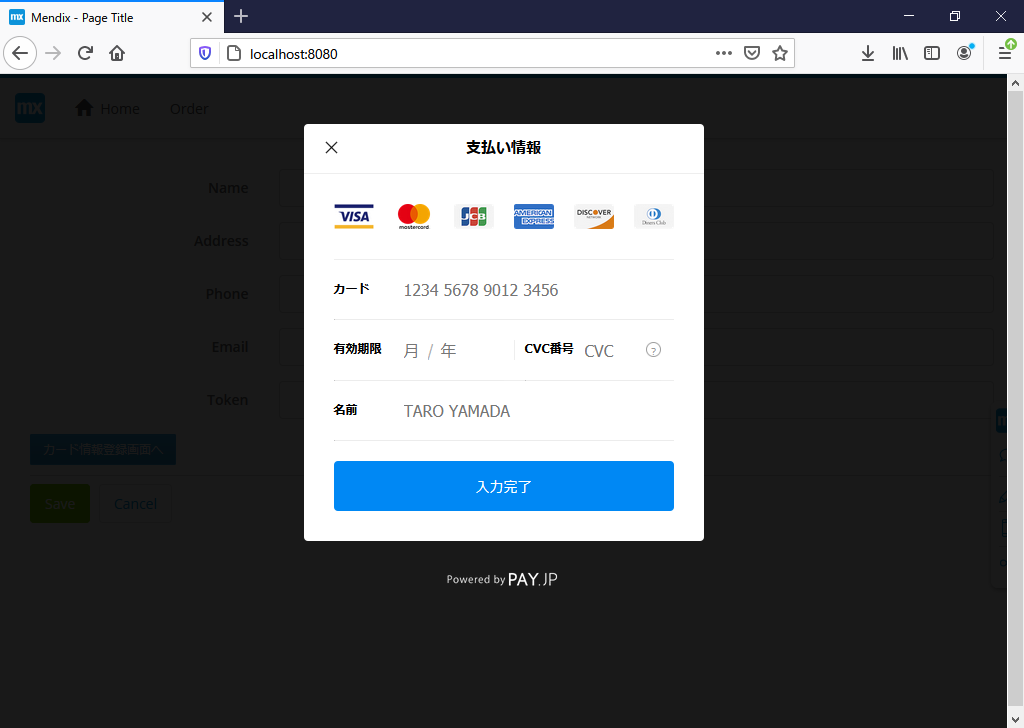 mx Mendix - Page Title
localhost:8080
mx Home Order
支払い情報
VISA mastercard JCB AMERICAN EXPRESS DISCOVER NETWORK Diners Club
Name
Address
カード 1234 5678 9012 3456
Phone
Email
有効期限 月 / 年 CVC番号 CVC ?
Token
名前 TARO YAMADA
カード情報登録画面へ
入力完了
Save Cancel
Powered by PAY.JP